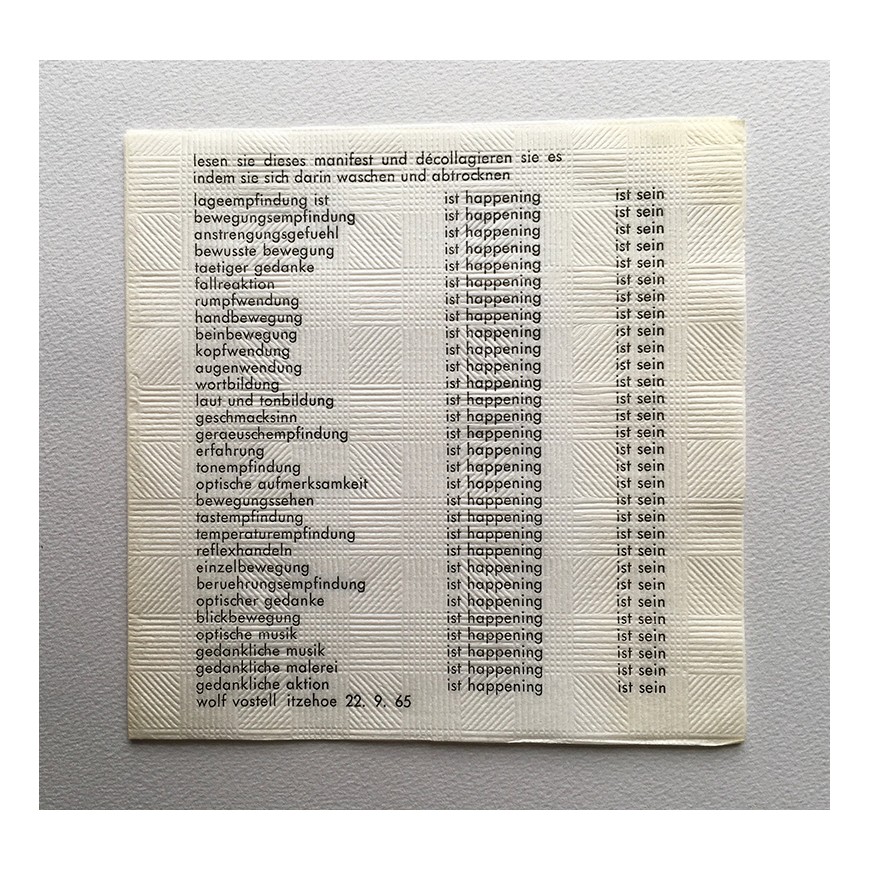 lesen sie dieses manifest und décollagieren sie es
indem sie sich darin waschen und abtrocknen
lageempfindung ist ist happening ist sein
bewegungsempfindung ist happening ist sein
anstrengungsgefuehl ist happening ist sein
bewusste bewegung ist happening ist sein
taetiger gedanke ist happening ist sein
fallreaktion ist happening ist sein
rumpfwendung ist happening ist sein
handbewegung ist happening ist sein
beinbewegung ist happening ist sein
kopfwendung ist happening ist sein
augenwendung ist happening ist sein
wortbildung ist happening ist sein
laut und tonbildung ist happening ist sein
geschmacksinn ist happening ist sein
geraeuschempfindung ist happening ist sein
erfahrung ist happening ist sein
tonempfindung ist happening ist sein
optische aufmerksamkeit ist happening ist sein
bewegungssehen ist happening ist sein
tastempfindung ist happening ist sein
temperaturempfindung ist happening ist sein
reflexhandeln ist happening ist sein
einzelbewegung ist happening ist sein
beruehrungsempfindung ist happening ist sein
optischer gedanke ist happening ist sein
blickbewegung ist happening ist sein
optische musik ist happening ist sein
gedankliche musik ist happening ist sein
gedankliche malerei ist happening ist sein
gedankliche aktion ist happening ist sein
wolf vostell itzehoe 22. 9. 65